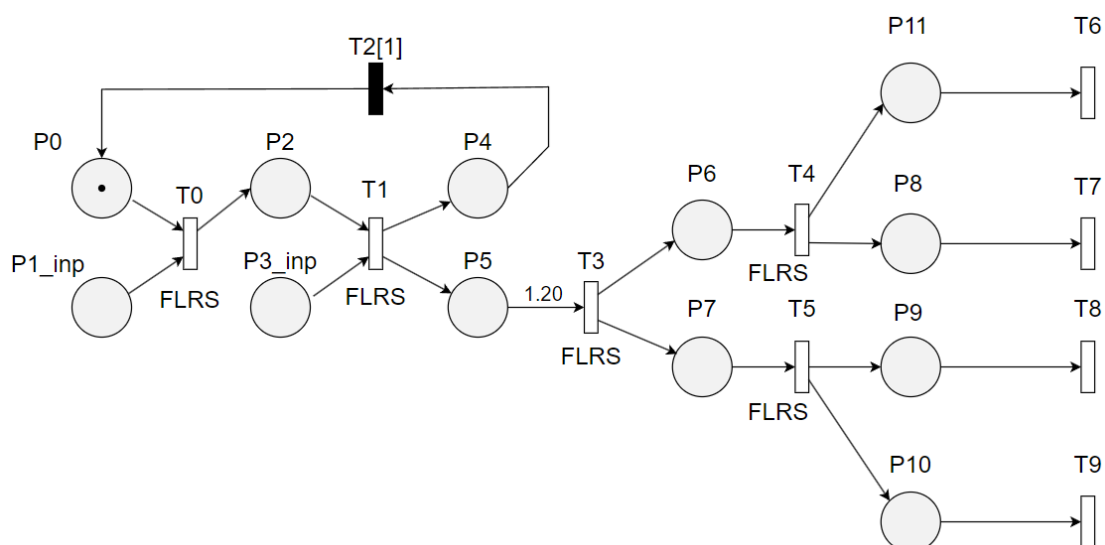 P11
T6
T2[1]
P0
P2
P4
T0
T1
P6
T4
P8
T7
P1_inp
P3_inp
P5
T3
FLRS
FLRS
1.20
FLRS
P7
T5
P9
T8
FLRS
FLRS
P10
T9